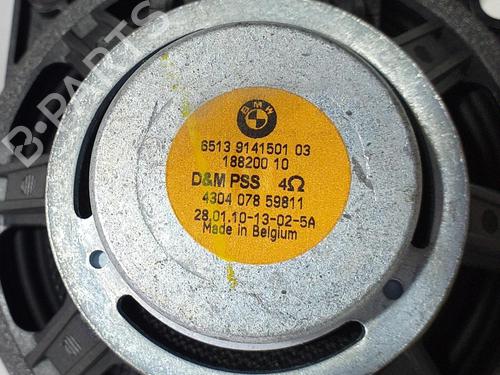 BMW
6513 9141501 03
188200 10
D&M PSS 4Ω
4304 078 59811
28.01.10-13-02-5A
Made in Belgium
B-PARTS